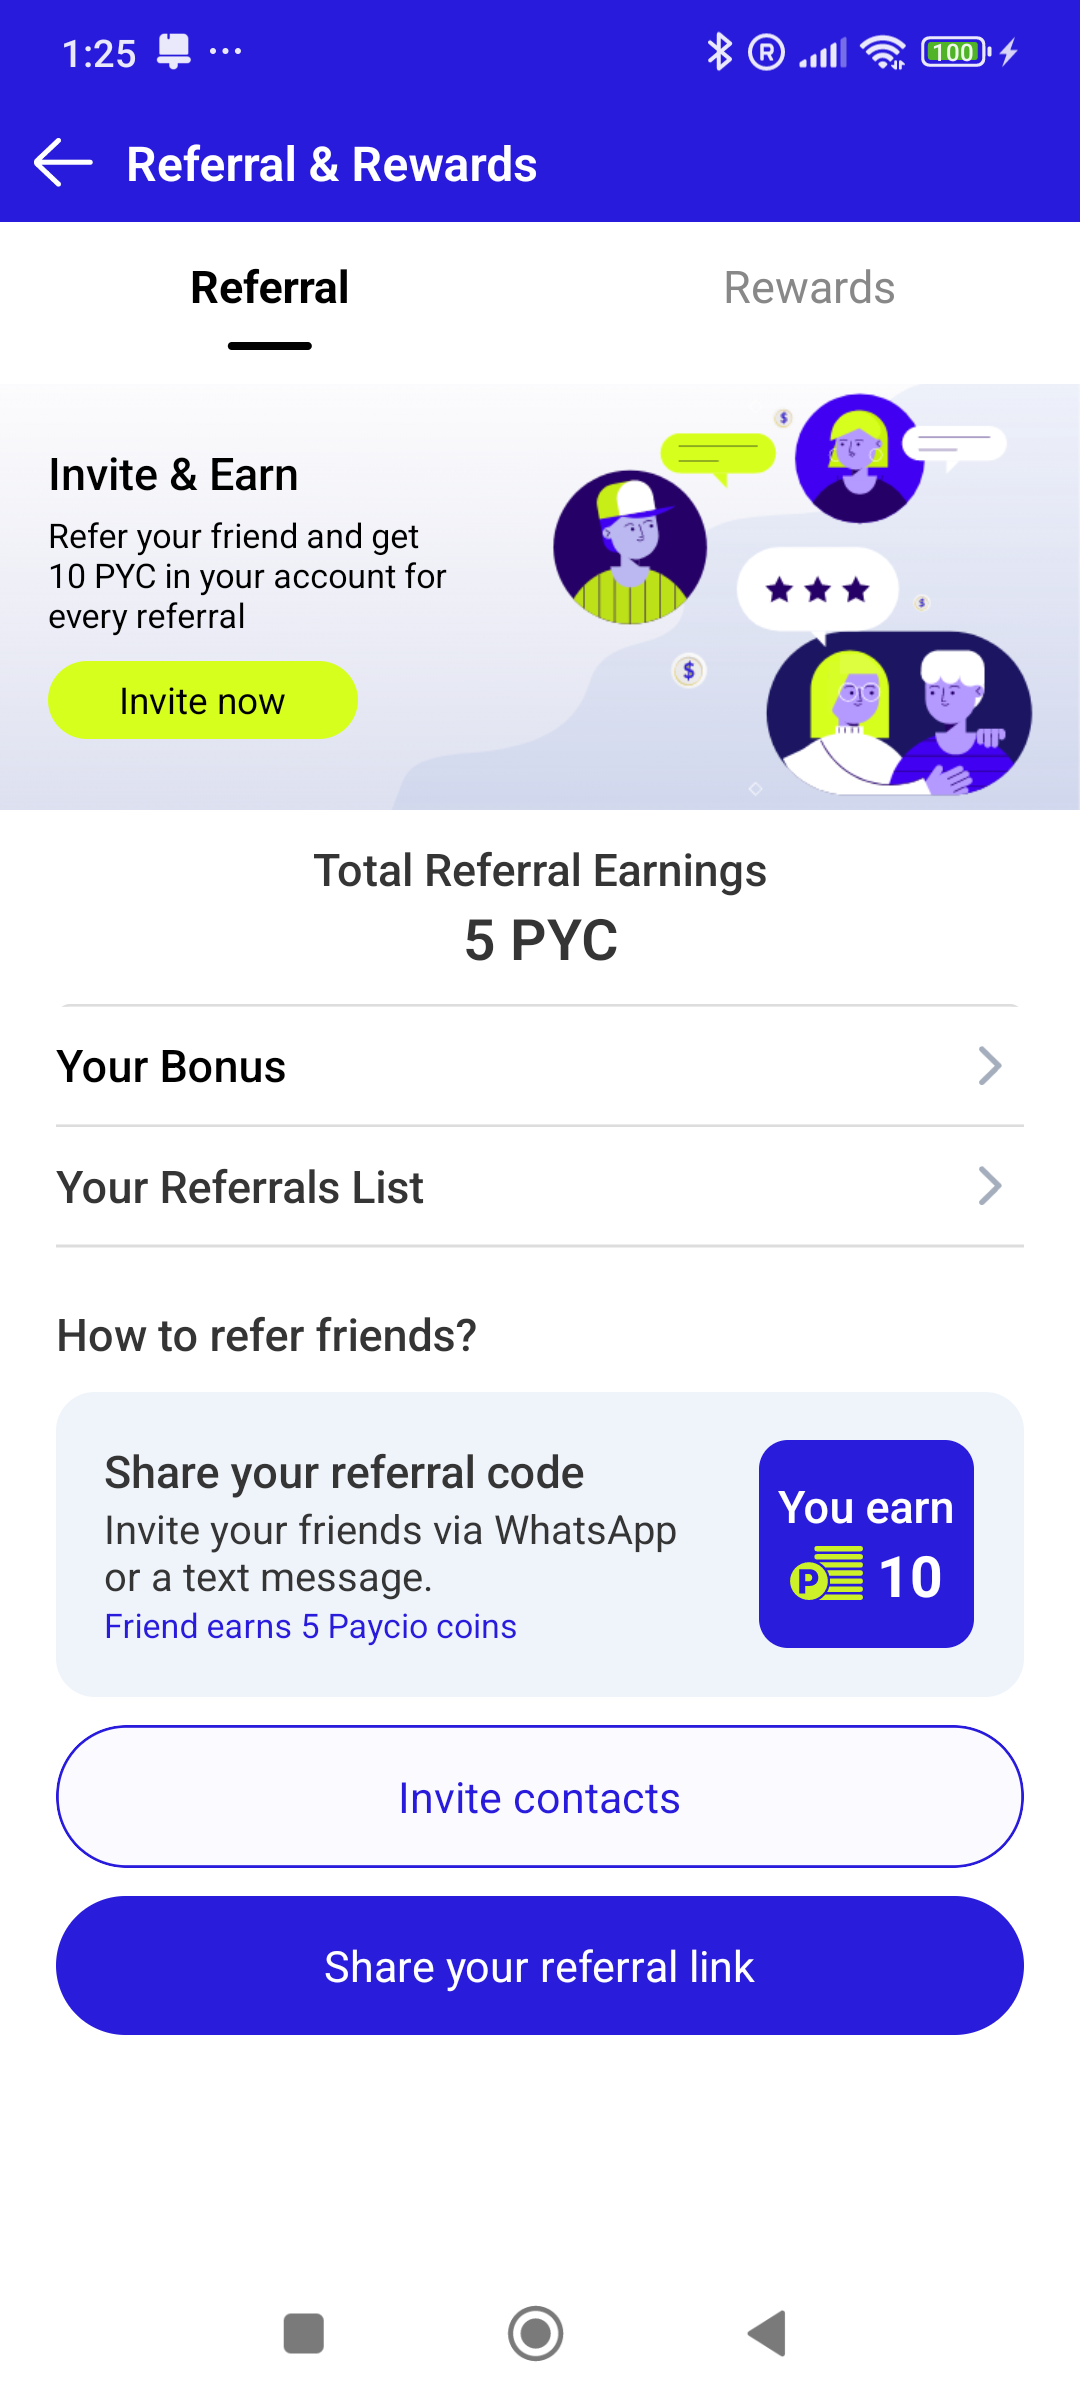 1:25
100
Referral & Rewards
Referral
Rewards
Invite & Earn
Refer your friend and get
10 PYC in your account for
every referral
Invite now
Total Referral Earnings
5 PYC
Your Bonus
Your Referrals List
How to refer friends?
Share your referral code
Invite your friends via WhatsApp
or a text message.
Friend earns 5 Paycio coins
You earn
P 10
Invite contacts
Share your referral link